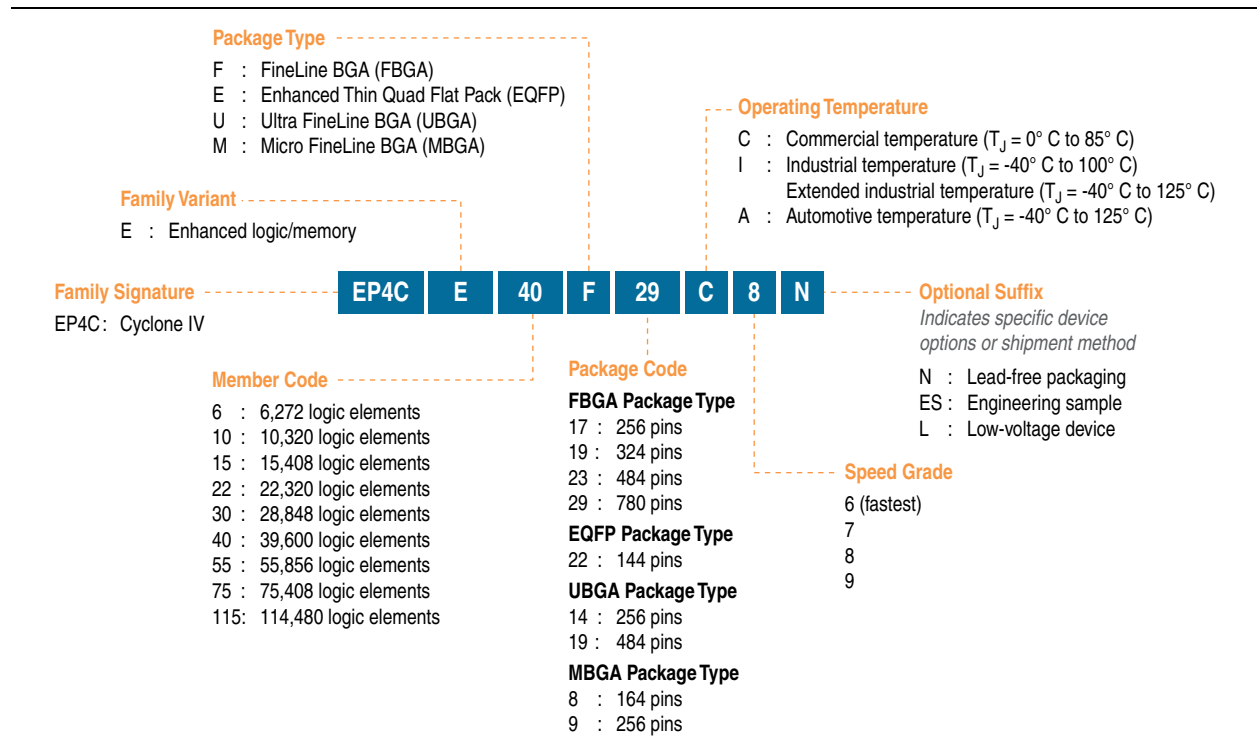 Package Type
F : FineLine BGA (FBGA)
E : Enhanced Thin Quad Flat Pack (EQFP)
U : Ultra FineLine BGA (UBGA)
M : Micro FineLine BGA (MBGA)
Operating Temperature
C : Commercial temperature (TJ = 0° C to 85° C)
I : Industrial temperature (TJ = -40° C to 100° C)
Extended industrial temperature (TJ = -40° C to 125° C)
A : Automotive temperature (TJ = -40° C to 125° C)
Family Variant
E : Enhanced logic/memory
EP4C E 40 F 29 C 8 N
Family Signature
EP4C : Cyclone IV
Optional Suffix
Indicates specific device
options or shipment method
N : Lead-free packaging
ES : Engineering sample
L : Low-voltage device
Member Code
6 : 6,272 logic elements
10 : 10,320 logic elements
15 : 15,408 logic elements
22 : 22,320 logic elements
30 : 28,848 logic elements
40 : 39,600 logic elements
55 : 55,856 logic elements
75 : 75,408 logic elements
115: 114,480 logic elements
Package Code
FBGA Package Type
17 : 256 pins
19 : 324 pins
23 : 484 pins
29 : 780 pins
EQFP Package Type
22 : 144 pins
UBGA Package Type
14 : 256 pins
19 : 484 pins
MBGA Package Type
8 : 164 pins
9 : 256 pins
Speed Grade
6 (fastest)
7
8
9